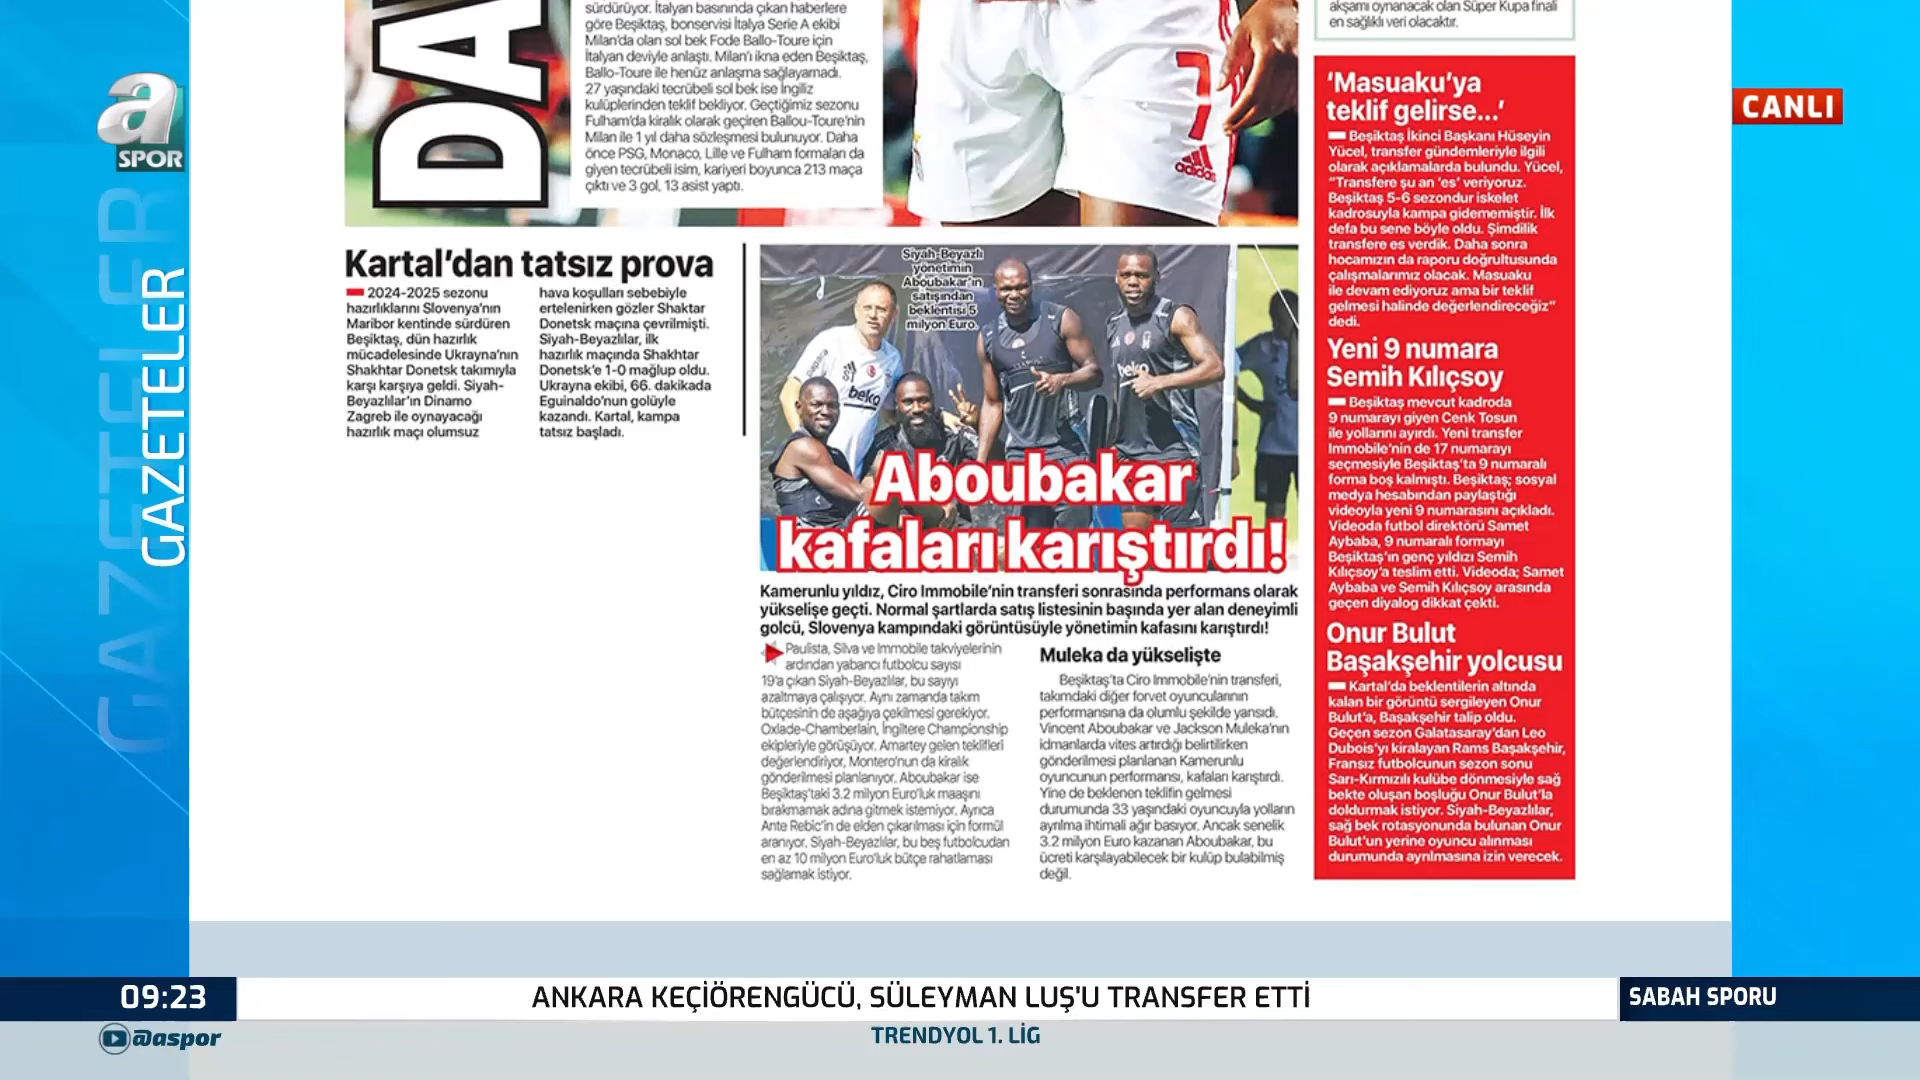 a
SPOR
GAZETELER
GAZETELER
CANLI
DA
sürdürüyor. İtalyan basınında çıkan haberlere
göre Beşiktaş, bonservisi İtalya Serie A ekibi
Milan'da olan sol bek Fode Ballo-Toure için
İtalyan deviyle anlaştı. Milan'ı ikna eden Beşiktaş,
Ballo-Toure ile henüz anlaşma sağlayamadı.
27 yaşındaki tecrübeli sol bek ise İngiliz
kulüplerinden teklif bekliyor. Geçtiğimiz sezonu
Fulham'da kiralık olarak geçiren Ballou-Toure'nin
Milan ile 1 yıl daha sözleşmesi bulunuyor. Daha
önce PSG, Monaco, Lille ve Fulham formaları da
giyen tecrübeli isim, kariyeri boyunca 213 maça
çıktı ve 3 gol, 13 asist yaptı.
7
adidas
akşamı oynanacak olan Süper Kupa finali
en sağlıklı veri olacaktır.
Kartal'dan tatsız prova
2024-2025 sezonu
hazırlıklarını Slovenya'nın
Maribor kentinde sürdüren
Beşiktaş, dün hazırlık
mücadelesinde Ukrayna'nın
Shakhtar Donetsk takımıyla
karşı karşıya geldi. Siyah-
Beyazlılar'ın Dinamo
Zagreb ile oynayacağı
hazırlık maçı olumsuz
hava koşulları sebebiyle
ertelenirken gözler Shaktar
Donetsk maçına çevrilmişti.
Siyah-Beyazlılar, ilk
hazırlık maçında Shakhtar
Donetsk'e 1-0 mağlup oldu.
Ukrayna ekibi, 66. dakikada
Eguinaldo'nun golüyle
kazandı. Kartal, kampa
tatsız başladı.
Siyah-Beyazlı
yönetimin
Aboubakar'ın
satışından
beklentisi 5
milyon Euro.
papara
beko
beko
beko
Aboubakar
kafaları karıştırdı!
Kamerunlu yıldız, Ciro Immobile'nin transferi sonrasında performans olarak
yükselişe geçti. Normal şartlarda satış listesinin başında yer alan deneyimli
golcü, Slovenya kampındaki görüntüsüyle yönetimin kafasını karıştırdı!
Paulista, Silva ve Immobile takviyelerinin
ardından yabancı futbolcu sayısı
19'a çıkan Siyah-Beyazlılar, bu sayıyı
azaltmaya çalışıyor. Aynı zamanda takım
bütçesinin de aşağıya çekilmesi gerekiyor.
Oxlade-Chamberlain, İngiltere Championship
ekipleriyle görüşüyor. Amartey gelen teklifleri
değerlendiriyor, Montero'nun da kiralık
gönderilmesi planlanıyor. Aboubakar ise
Beşiktaş'taki 3.2 milyon Euro'luk maaşını
bırakmamak adına gitmek istemiyor. Ayrıca
Ante Rebic'in de elden çıkarılması için formül
aranıyor. Siyah-Beyazlılar, bu beş futbolcudan
en az 10 milyon Euro'luk bütçe rahatlaması
sağlamak istiyor.
Muleka da yükselişte
Beşiktaş'ta Ciro Immobile'nin transferi,
takımdaki diğer forvet oyuncularının
performansına da olumlu şekilde yansıdı.
Vincent Aboubakar ve Jackson Muleka'nın
idmanlarda vites artırdığı belirtilirken
gönderilmesi planlanan Kamerunlu
oyuncunun performansı, kafaları karıştırdı.
Yine de beklenen teklifin gelmesi
durumunda 33 yaşındaki oyuncuyla yolların
ayrılma ihtimali ağır basıyor. Ancak senelik
3.2 milyon Euro kazanan Aboubakar, bu
ücreti karşılayabilecek bir kulüp bulabilmiş
değil.
'Masuaku'ya
teklif gelirse...'
Beşiktaş İkinci Başkanı Hüseyin
Yücel, transfer gündemleriyle ilgili
olarak açıklamalarda bulundu. Yücel,
"Transfere şu an 'es' veriyoruz.
Beşiktaş 5-6 sezondur iskelet
kadrosuyla kampa gidememiştir. İlk
defa bu sene böyle oldu. Şimdilik
transfere es verdik. Daha sonra
hocamızın da raporu doğrultusunda
çalışmalarımız olacak. Masuaku
ile devam ediyoruz ama bir teklif
gelmesi halinde değerlendireceğiz"
dedi.
Yeni 9 numara
Semih Kılıçsoy
Beşiktaş mevcut kadroda
9 numarayı giyen Cenk Tosun
ile yollarını ayırdı. Yeni transfer
Immobile'nin de 17 numarayı
seçmesiyle Beşiktaş'ta 9 numaralı
forma boş kalmıştı. Beşiktaş; sosyal
medya hesabından paylaştığı
videoyla yeni 9 numarasını açıkladı.
Videoda futbol direktörü Samet
Aybaba, 9 numaralı formayı
Beşiktaş'ın genç yıldızı Semih
Kılıçsoy'a teslim etti. Videoda; Samet
Aybaba ve Semih Kılıçsoy arasında
geçen diyalog dikkat çekti.
Onur Bulut
Başakşehir yolcusu
Kartal'da beklentilerin altında
kalan bir görüntü sergileyen Onur
Bulut'a, Başakşehir talip oldu.
Geçen sezon Galatasaray'dan Leo
Dubois'yı kiralayan Rams Başakşehir,
Fransız futbolcunun sezon sonu
Sarı-Kırmızılı kulübe dönmesiyle sağ
bekte oluşan boşluğu Onur Bulut'la
doldurmak istiyor. Siyah-Beyazlılar,
sağ bek rotasyonunda bulunan Onur
Bulut'un yerine oyuncu alınması
durumunda ayrılmasına izin verecek.
09:23
ANKARA KEÇİÖRENGÜCÜ, SÜLEYMAN LUŞ'U TRANSFER ETTİ
SABAH SPORU
@aspor
TRENDYOL 1. LİG